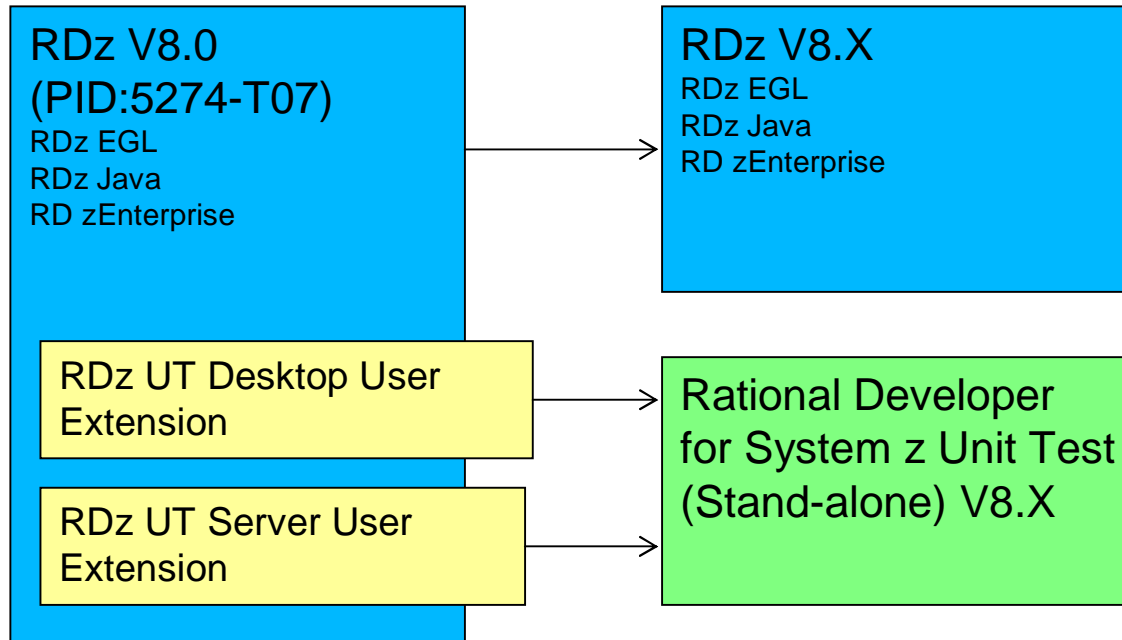 RDz V8.0
(PID:5274-T07)
RDz EGL
RDz Java
RD zEnterprise
RDz UT Desktop User
Extension
RDz UT Server User
Extension
RDz V8.X
RDz EGL
RDz Java
RD zEnterprise
Rational Developer
for System z Unit Test
(Stand-alone) V8.X